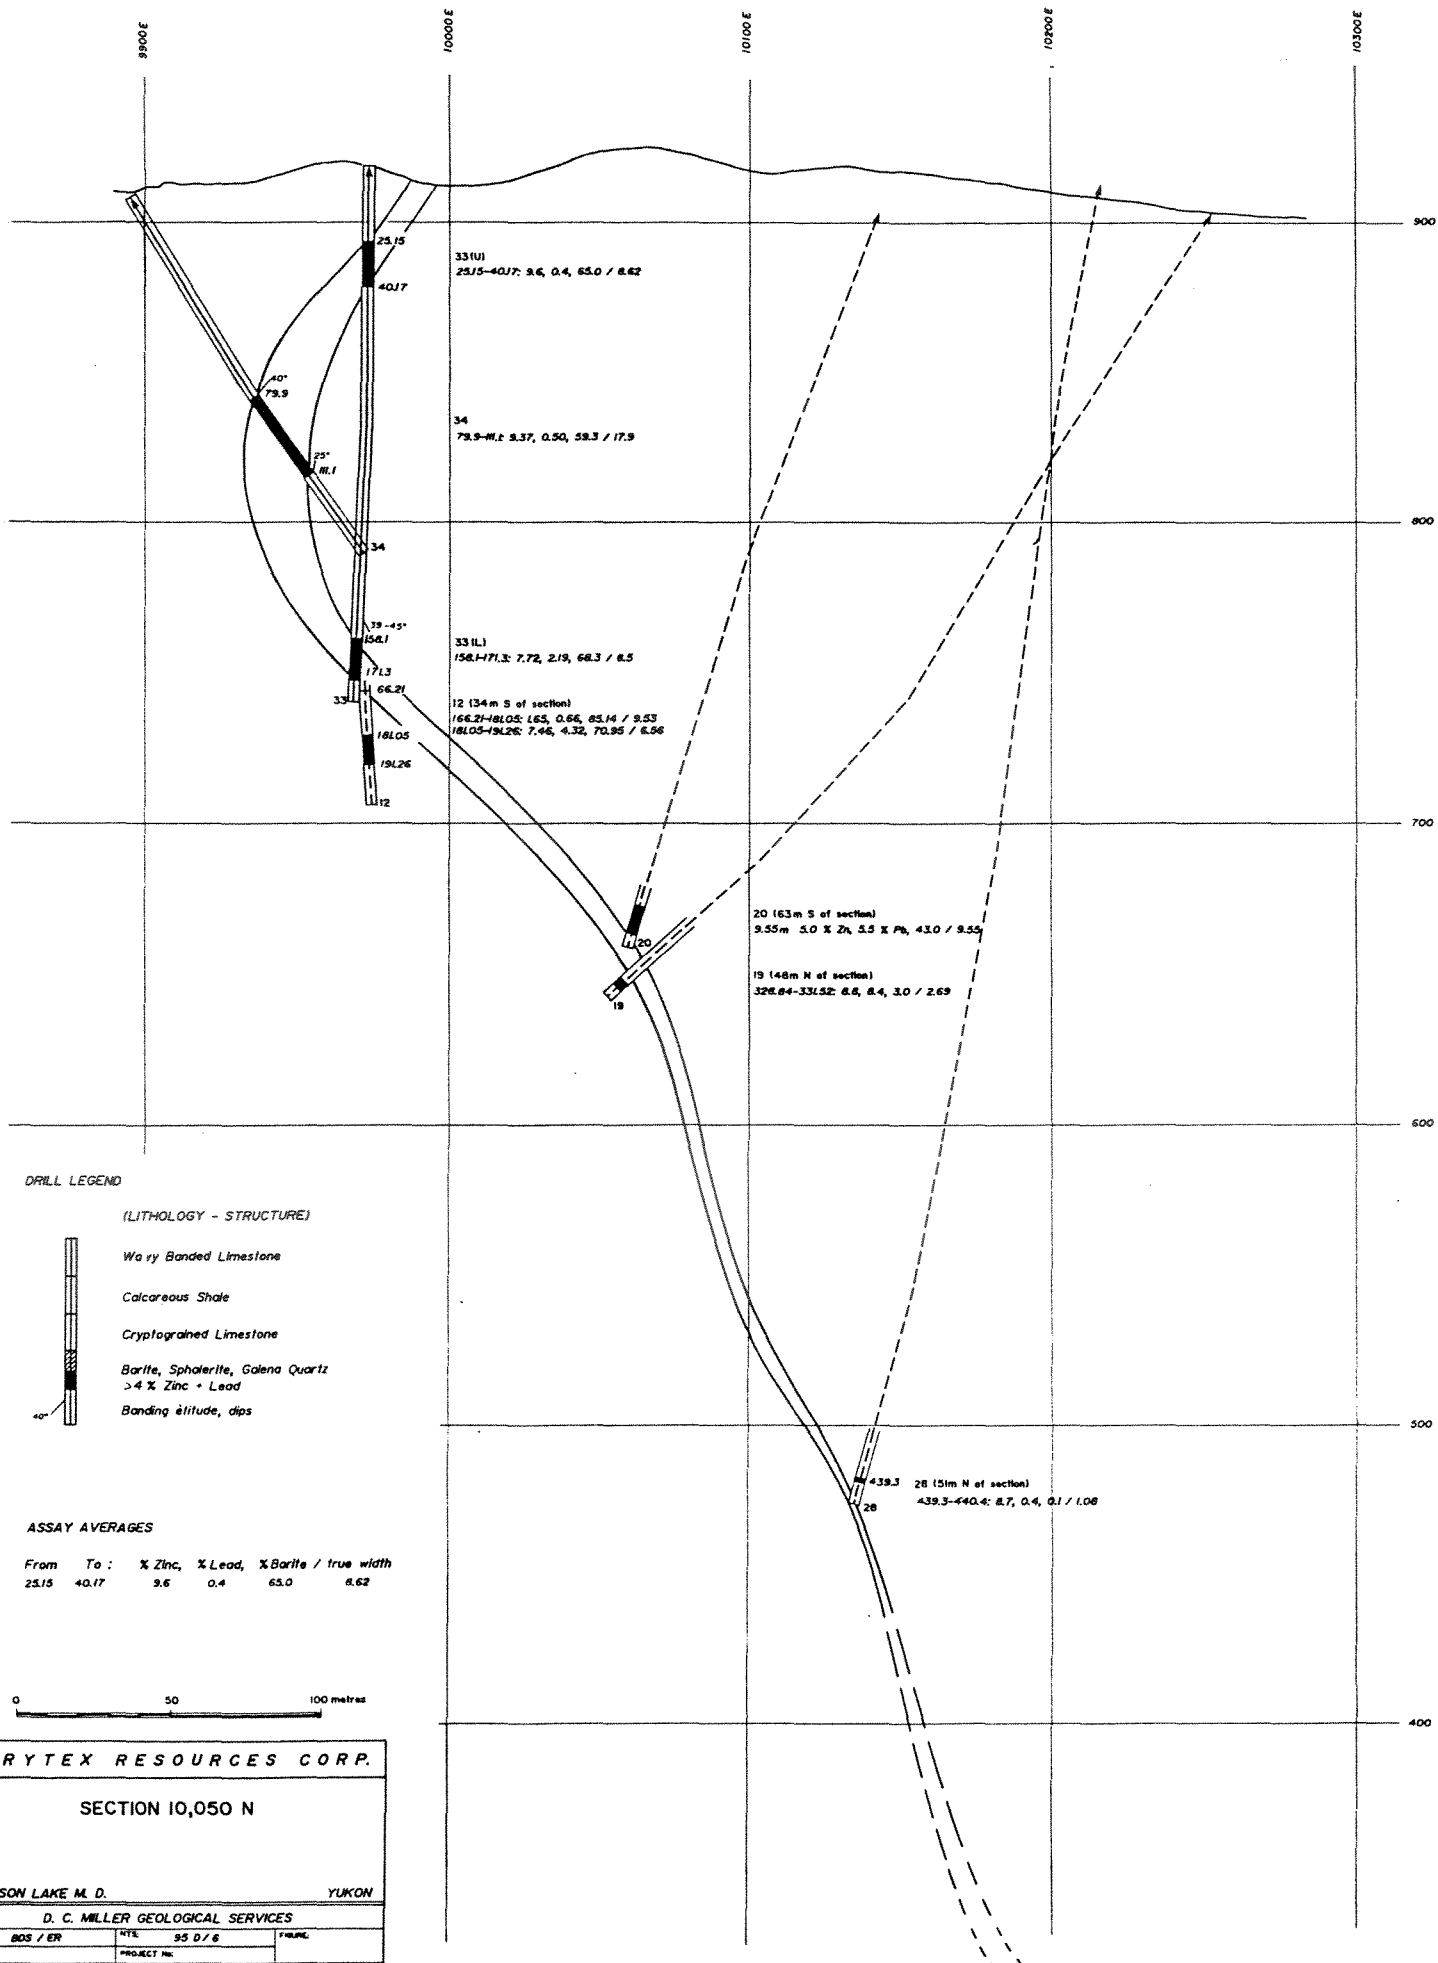 9900E
10000E
10100E
10200E
10300E
900
25.15
33(U)
25.15-40.17: 9.6, 0.4, 65.0 / 8.62
40.17
40°
79.9
34
79.9-111.1: 9.37, 0.50, 59.3 / 17.9
25°
111.1
800
34
39-45°
158.1
33(L)
158.1-171.3: 7.72, 2.19, 68.3 / 8.5
171.3
66.21
33
12 (34m S of section)
166.21-181.05: 1.65, 0.66, 85.14 / 9.53
181.05-191.26: 7.46, 4.32, 70.95 / 6.56
181.05
191.26
12
700
20 (63m S of section)
9.55m 5.0 % Zn, 5.5 % Pb, 43.0 / 9.55
20
19 (48m N of section)
328.84-331.52: 8.8, 8.4, 3.0 / 2.69
19
600
DRILL LEGEND
(LITHOLOGY - STRUCTURE)
Wavy Banded Limestone
Calcareous Shale
Cryptograined Limestone
Barite, Sphalerite, Galena Quartz
>4 % Zinc + Lead
40° Banding etitude, dips
500
439.3
28 (51m N of section)
439.3-440.4: 8.7, 0.4, 0.1 / 1.08
28
ASSAY AVERAGES
From To : % Zinc, % Lead, % Barite / true width
25.15 40.17 9.6 0.4 65.0 8.62
0 50 100 metres
400
RYTEX RESOURCES CORP.
SECTION 10,050 N
SON LAKE M. D. YUKON
D. C. MILLER GEOLOGICAL SERVICES
BDS / ER NTS: 95 D / 6 FIGURE:
PROJECT No: